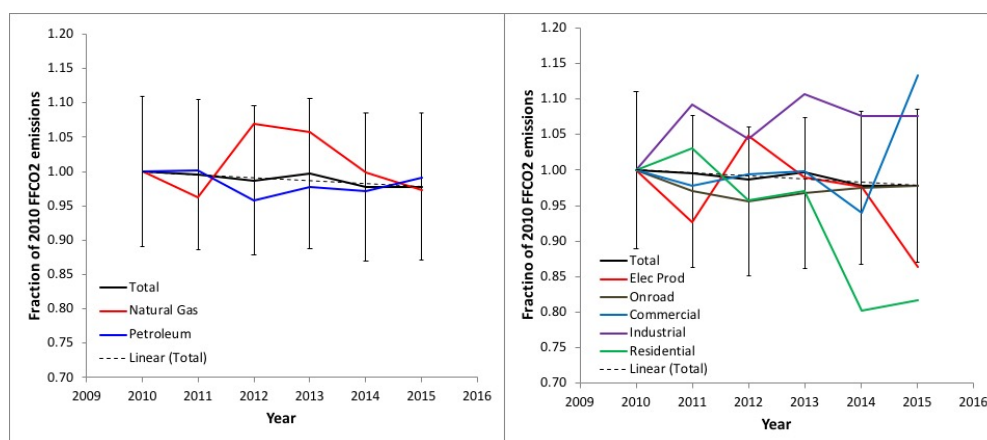 Fraction of 2010 FFCO2 emissions
1.20
1.15
1.10
1.05
1.00
0.95
0.90
0.85
0.80
0.75
0.70
Total
Natural Gas
Petroleum
Linear (Total)
2009 2010 2011 2012 2013 2014 2015 2016
Year
Fractino of 2010 FFCO2 emissions
1.20
1.15
1.10
1.05
1.00
0.95
0.90
0.85
0.80
0.75
0.70
Total
Elec Prod
Onroad
Commercial
Industrial
Residential
Linear (Total)
2009 2010 2011 2012 2013 2014 2015 2016
Year